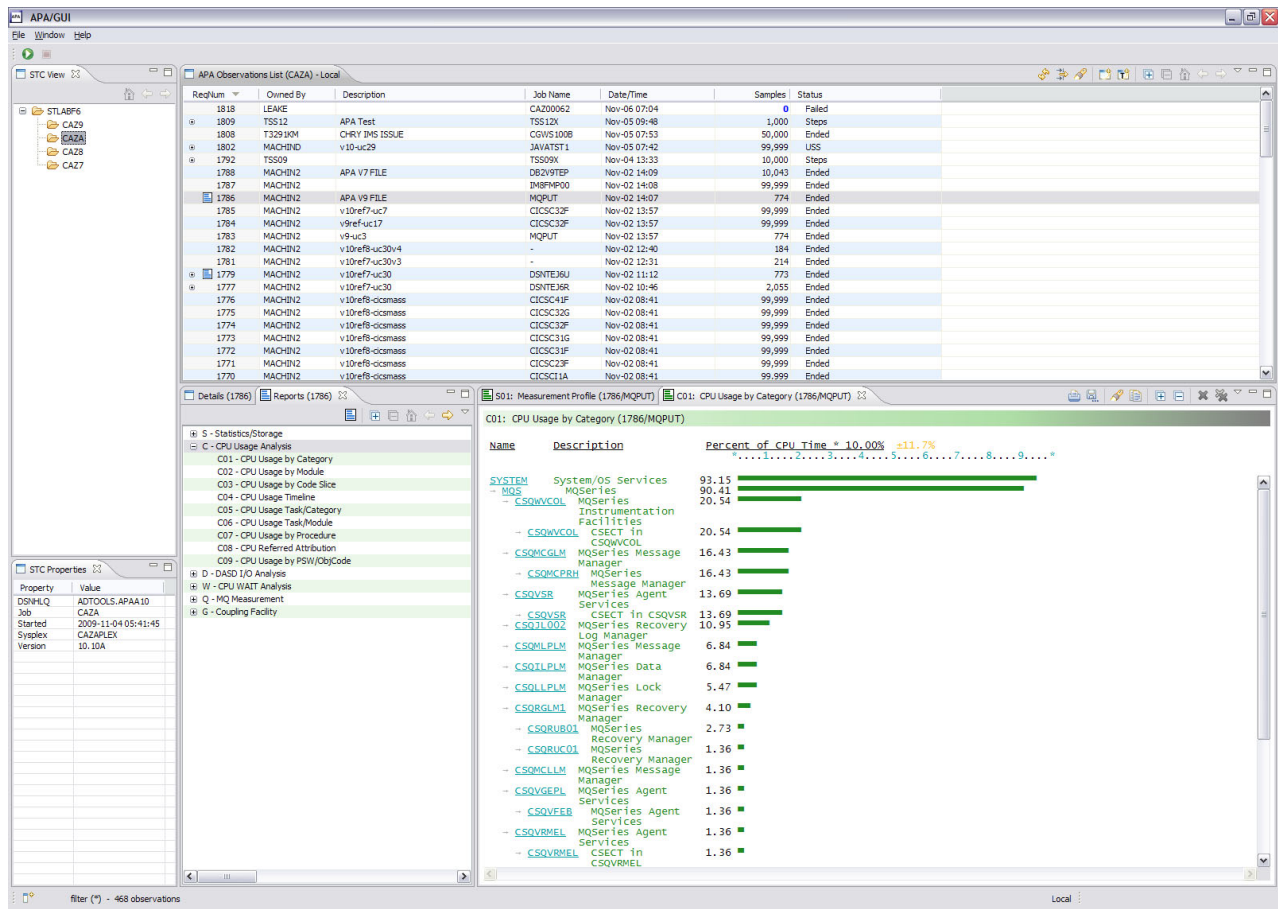 APA/GUI
File Window Help
STC View
STLABF6
CAZ9
CAZA
CAZ8
CAZ7
APA Observations List (CAZA) - Local
ReqNum Owned By Description Job Name Date/Time Samples Status
1818 LEAKE CAZ00062 Nov-06 07:04 0 Failed
1809 TSS12 APA Test TSS12X Nov-05 09:48 1,000 Steps
1808 T3291KM CHRY IMS ISSUE CGWS100B Nov-05 07:53 50,000 Ended
1802 MACHIND v10-uc29 JAVATST1 Nov-05 07:42 99,999 USS
1792 TSS09 TSS09X Nov-04 13:33 10,000 Steps
1788 MACHIN2 APA V7 FILE DB2V9TEP Nov-02 14:09 10,043 Ended
1787 MACHIN2 IM8FMP00 Nov-02 14:08 99,999 Ended
1786 MACHIN2 APA V9 FILE MQPUT Nov-02 14:07 774 Ended
1785 MACHIN2 v10ref7-uc7 CICSC32F Nov-02 13:57 99,999 Ended
1784 MACHIN2 v9ref-uc17 CICSC32F Nov-02 13:57 99,999 Ended
1783 MACHIN2 v9-uc3 MQPUT Nov-02 13:57 774 Ended
1782 MACHIN2 v10ref8-uc30v4 - Nov-02 12:40 184 Ended
1781 MACHIN2 v10ref7-uc30v3 - Nov-02 12:31 214 Ended
1779 MACHIN2 v10ref7-uc30 DSNTEJ6U Nov-02 11:12 773 Ended
1777 MACHIN2 v10ref7-uc30 DSNTEJ6R Nov-02 10:46 2,055 Ended
1776 MACHIN2 v10ref8-cicsmass CICSC41F Nov-02 08:41 99,999 Ended
1775 MACHIN2 v10ref8-cicsmass CICSC32G Nov-02 08:41 99,999 Ended
1774 MACHIN2 v10ref8-cicsmass CICSC32F Nov-02 08:41 99,999 Ended
1773 MACHIN2 v10ref8-cicsmass CICSC31G Nov-02 08:41 99,999 Ended
1772 MACHIN2 v10ref8-cicsmass CICSC31F Nov-02 08:41 99,999 Ended
1771 MACHIN2 v10ref8-cicsmass CICSC23F Nov-02 08:41 99,999 Ended
1770 MACHIN2 v10ref8-cicsmass CICSCI1A Nov-02 08:41 99,999 Ended
STC Properties
Property Value
DSNHLQ ADTOOLS.APAA10
Job CAZA
Started 2009-11-04 05:41:45
Sysplex CAZAPLEX
Version 10.10A
Details (1786) Reports (1786)
S - Statistics/Storage
C - CPU Usage Analysis
C01 - CPU Usage by Category
C02 - CPU Usage by Module
C03 - CPU Usage by Code Slice
C04 - CPU Usage Timeline
C05 - CPU Usage Task/Category
C06 - CPU Usage Task/Module
C07 - CPU Usage by Procedure
C08 - CPU Referred Attribution
C09 - CPU Usage by PSW/ObjCode
D - DASD I/O Analysis
W - CPU WAIT Analysis
Q - MQ Measurement
G - Coupling Facility
S01: Measurement Profile (1786/MQPUT) C01: CPU Usage by Category (1786/MQPUT)
C01: CPU Usage by Category (1786/MQPUT)
Name Description Percent of CPU Time * 10.00% ±11.7%
*....1....2....3....4....5....6....7....8....9....*
SYSTEM System/OS Services 93.15
→ MQS MQSeries 90.41
→ CSQWVCOL MQSeries 20.54
Instrumentation
Facilities
→ CSQWVCOL CSECT in 20.54
CSQWVCOL
→ CSQMCGLM MQSeries Message 16.43
Manager
→ CSQMCPRH MQSeries 16.43
Message Manager
→ CSQVSR MQSeries Agent 13.69
Services
→ CSQVSR CSECT in CSQVSR 13.69
→ CSQJL002 MQSeries Recovery 10.95
Log Manager
→ CSQMLPLM MQSeries Message 6.84
Manager
→ CSQILPLM MQSeries Data 6.84
Manager
→ CSQLLPLM MQSeries Lock 5.47
Manager
→ CSQRGLM1 MQSeries Recovery 4.10
Manager
→ CSQRUB01 MQSeries 2.73
Recovery Manager
→ CSQRUC01 MQSeries 1.36
Recovery Manager
→ CSQMCLLM MQSeries Message 1.36
Manager
→ CSQVGEPL MQSeries Agent 1.36
Services
→ CSQVFEB MQSeries Agent 1.36
Services
→ CSQVRMEL MQSeries Agent 1.36
Services
→ CSQVRMEL CSECT in 1.36
CSQVRMEL
filter (*) - 468 observations
Local